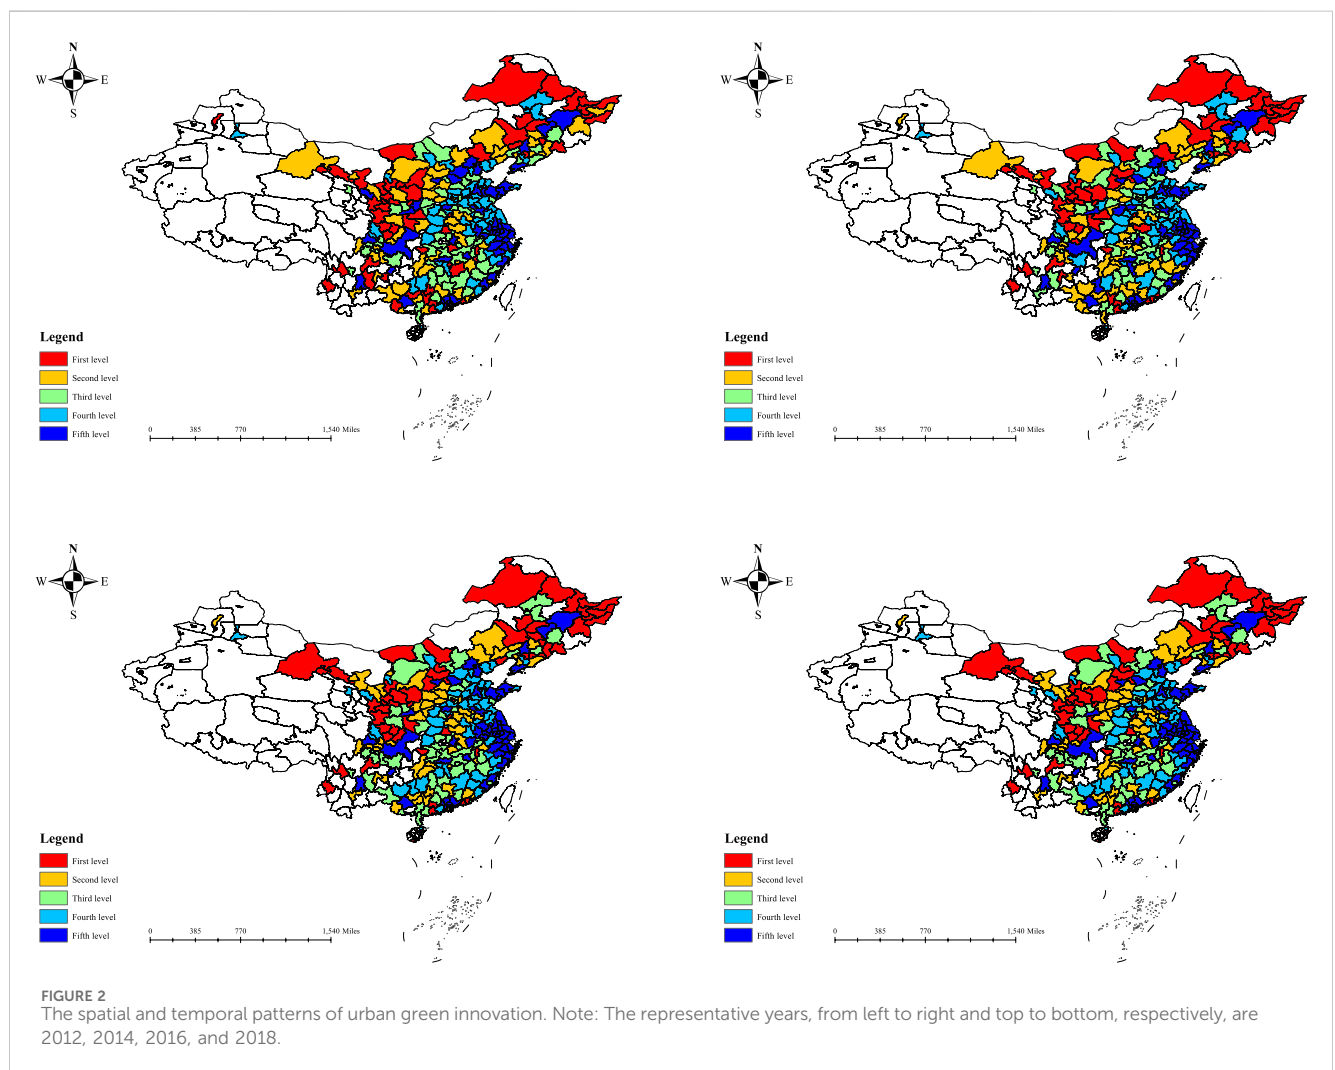 N
W E
S
Legend
First level
Second level
Third level
Fourth level
Fifth level
0 385 770 1,540 Miles
N
W E
S
Legend
First level
Second level
Third level
Fourth level
Fifth level
0 385 770 1,540 Miles
N
W E
S
Legend
First level
Second level
Third level
Fourth level
Fifth level
0 385 770 1,540 Miles
N
W E
S
Legend
First level
Second level
Third level
Fourth level
Fifth level
0 385 770 1,540 Miles
FIGURE 2
The spatial and temporal patterns of urban green innovation. Note: The representative years, from left to right and top to bottom, respectively, are
2012, 2014, 2016, and 2018.